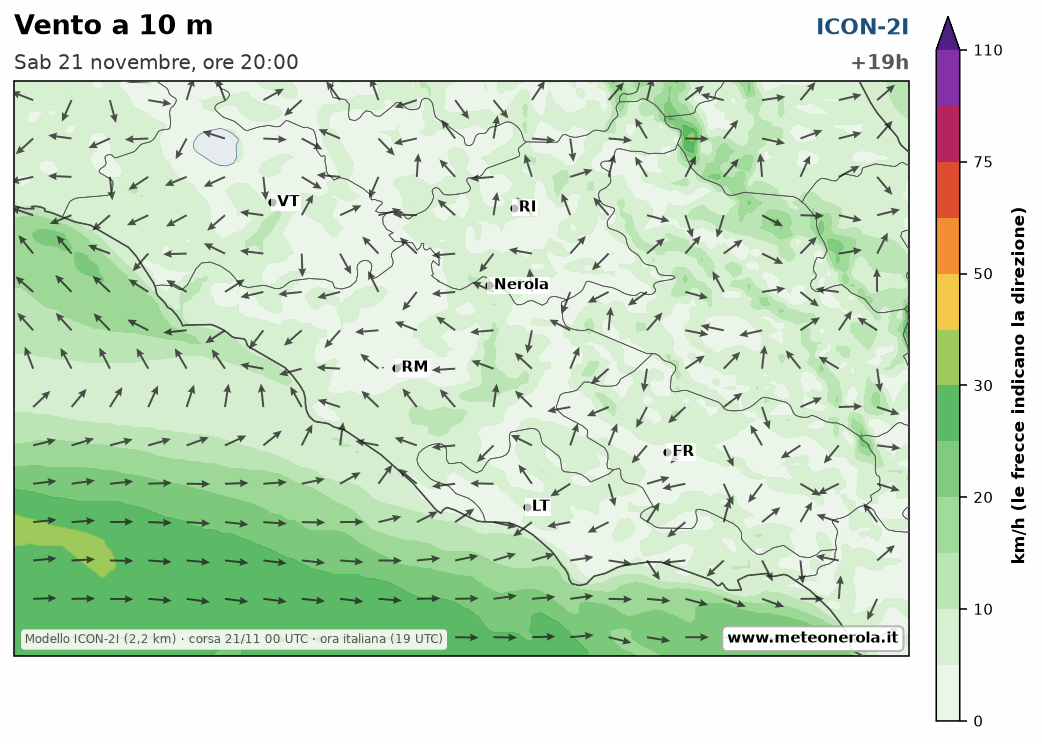 Vento a 10 m
ICON-2I
Sab 21 novembre, ore 20:00
+19h
110
75
50
30
20
10
0
km/h (le frecce indicano la direzione)
VT
RI
Nerola
RM
FR
LT
Modello ICON-2I (2,2 km) · corsa 21/11 00 UTC · ora italiana (19 UTC)
www.meteonerola.it